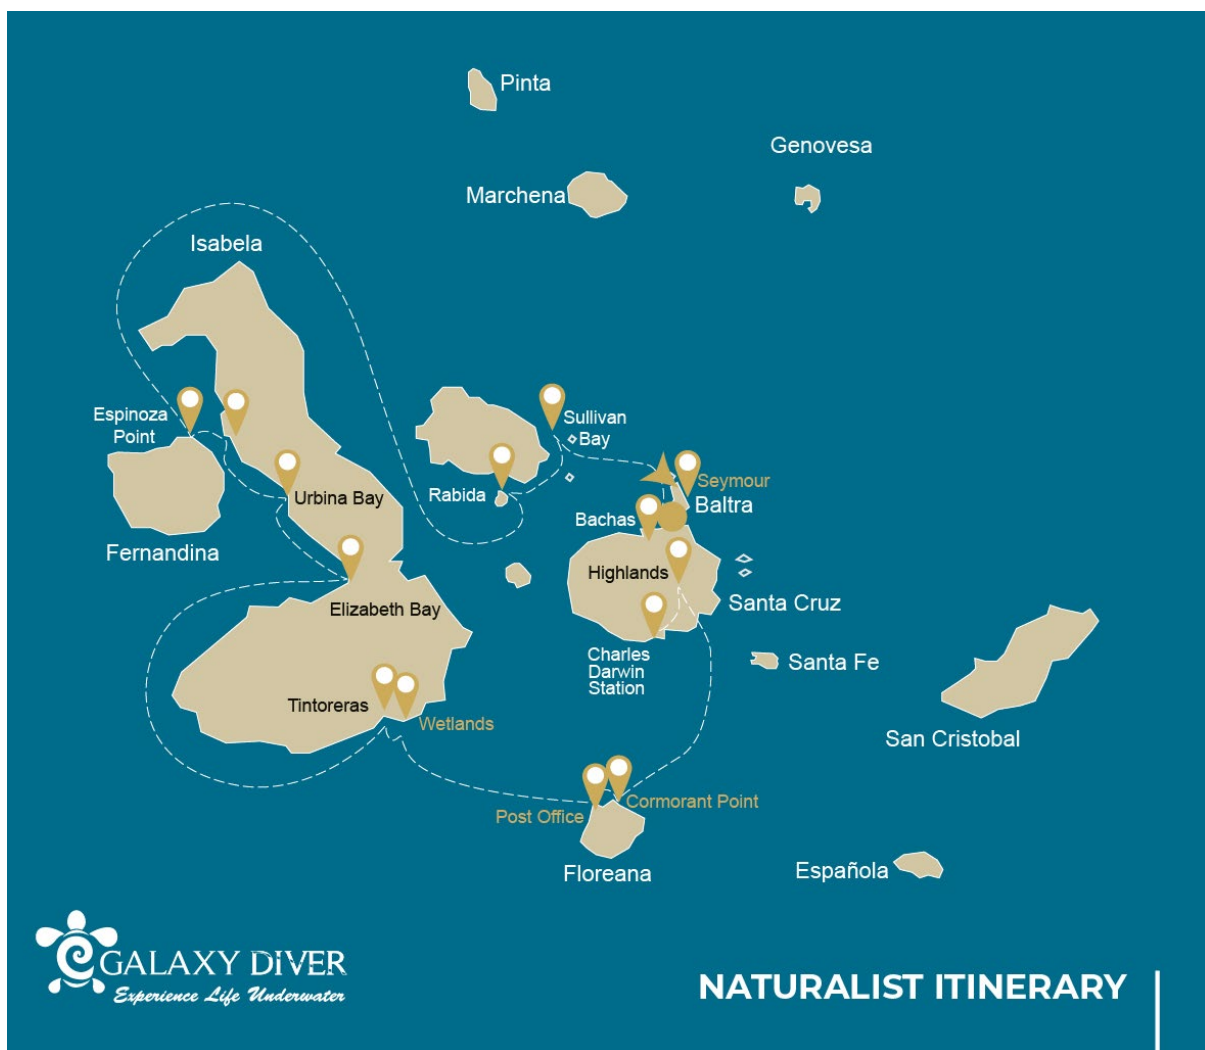 Pinta
Genovesa
Marchena
Isabela
Espinoza
Point
Sullivan
Bay
Seymour
Urbina Bay
Rabida
Baltra
Bachas
Fernandina
Highlands
Elizabeth Bay
Santa Cruz
Charles
Darwin
Station
Santa Fe
Tintoreras
Wetlands
San Cristobal
Cormorant Point
Post Office
Floreana
Española
GALAXY DIVER
Experience Life Underwater
NATURALIST ITINERARY